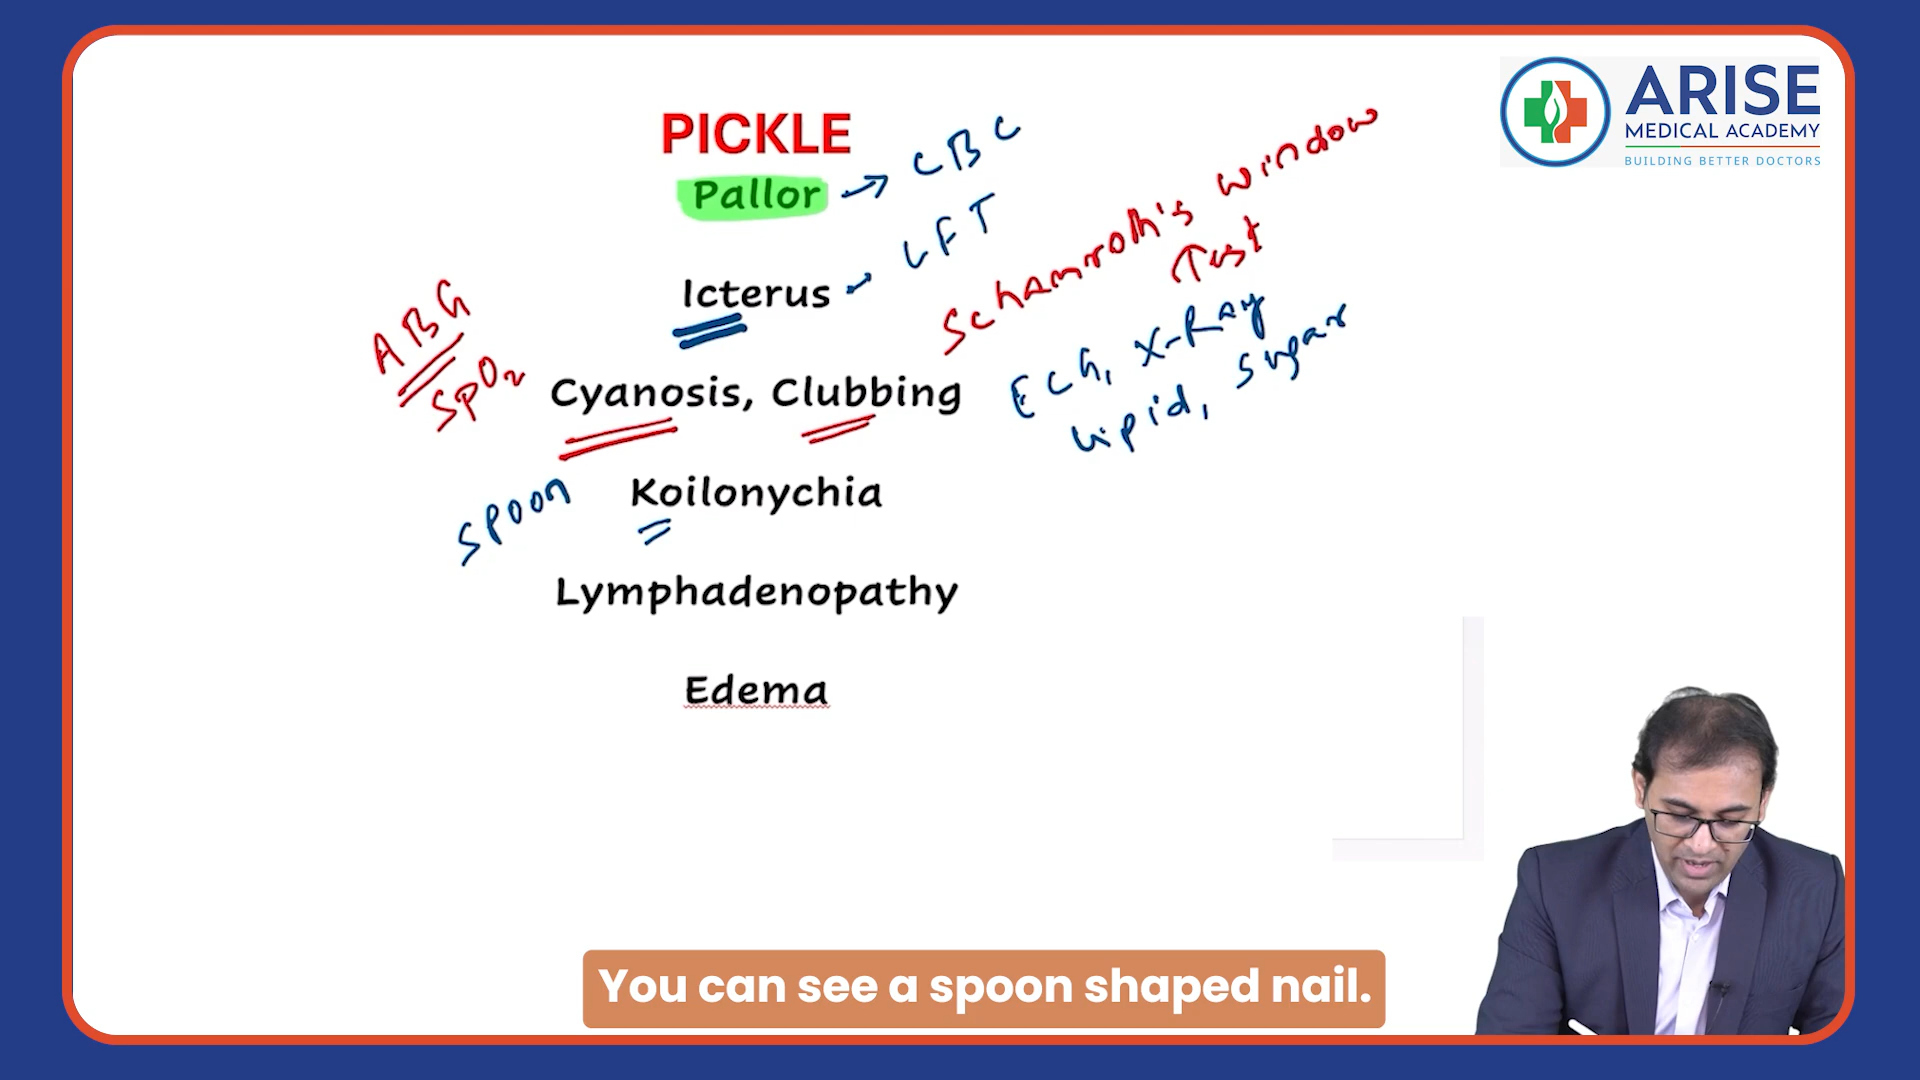 ARISE
MEDICAL ACADEMY
BUILDING BETTER DOCTORS
PICKLE
Pallor → CBC
Icterus LFT
Schamroth's Window
Test
ABG
SpO₂
Cyanosis, Clubbing
ECG, X-Ray
Lipid, Sugar
Spoon
Koilonychia
Lymphadenopathy
Edema
You can see a spoon shaped nail.